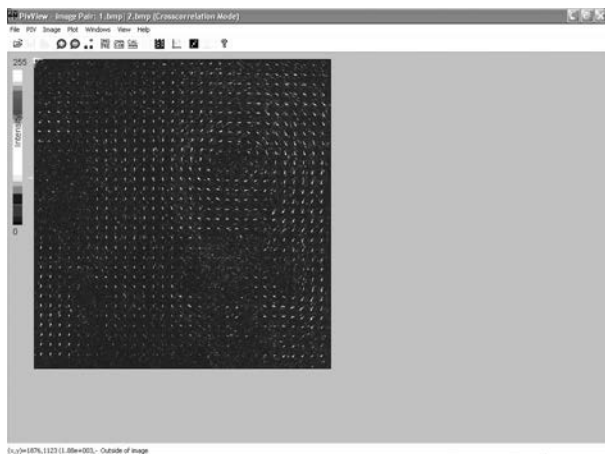 PivView - Image Pair: 1.bmp| 2.bmp (Crosscorrelation Mode)
File PIV Image Plot Windows View Help
255
Intensity
0
(x,y)=1876,1123 (1.88e+003,- Outside of image